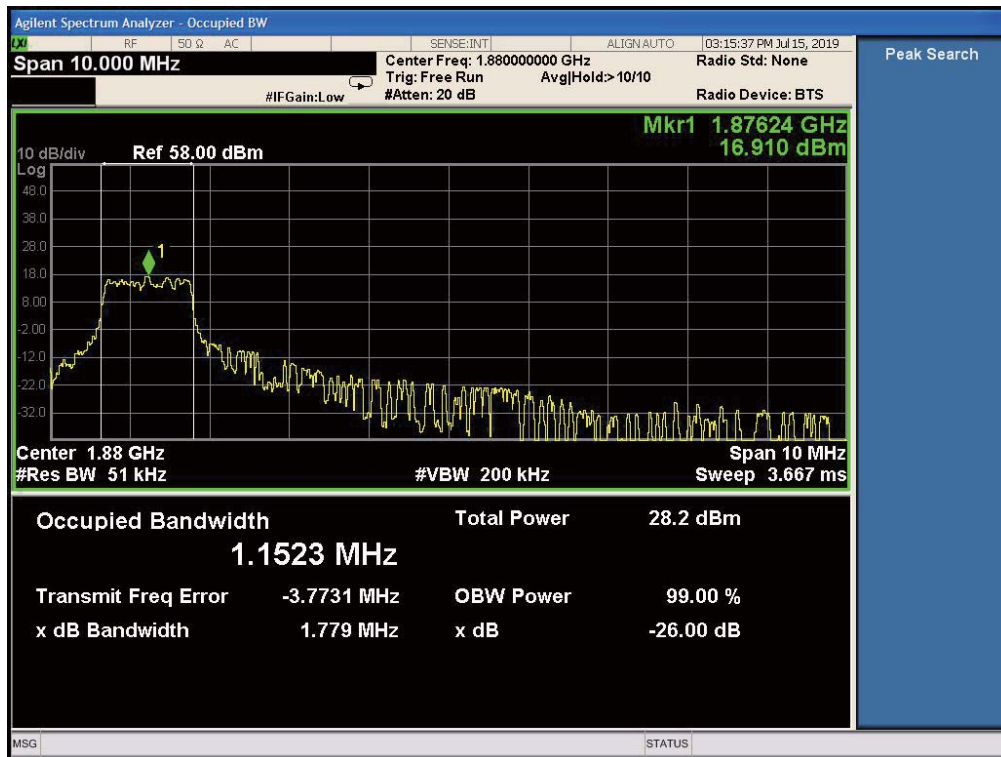 Agilent Spectrum Analyzer - Occupied BW
LXI RF 50 Ω AC SENSE:INT ALIGN AUTO 03:15:37 PM Jul 15, 2019
Span 10.000 MHz
Center Freq: 1.880000000 GHz
Radio Std: None
Trig: Free Run Avg|Hold:> 10/10
#IFGain:Low #Atten: 20 dB Radio Device: BTS
Peak Search
Mkr1 1.87624 GHz
16.910 dBm
10 dB/div Ref 58.00 dBm
Log
48.0
38.0
28.0
1
18.0
8.00
-2.00
-12.0
-22.0
-32.0
Center 1.88 GHz Span 10 MHz
#Res BW 51 kHz #VBW 200 kHz Sweep 3.667 ms
Occupied Bandwidth Total Power 28.2 dBm
1.1523 MHz
Transmit Freq Error -3.7731 MHz OBW Power 99.00 %
x dB Bandwidth 1.779 MHz x dB -26.00 dB
MSG STATUS